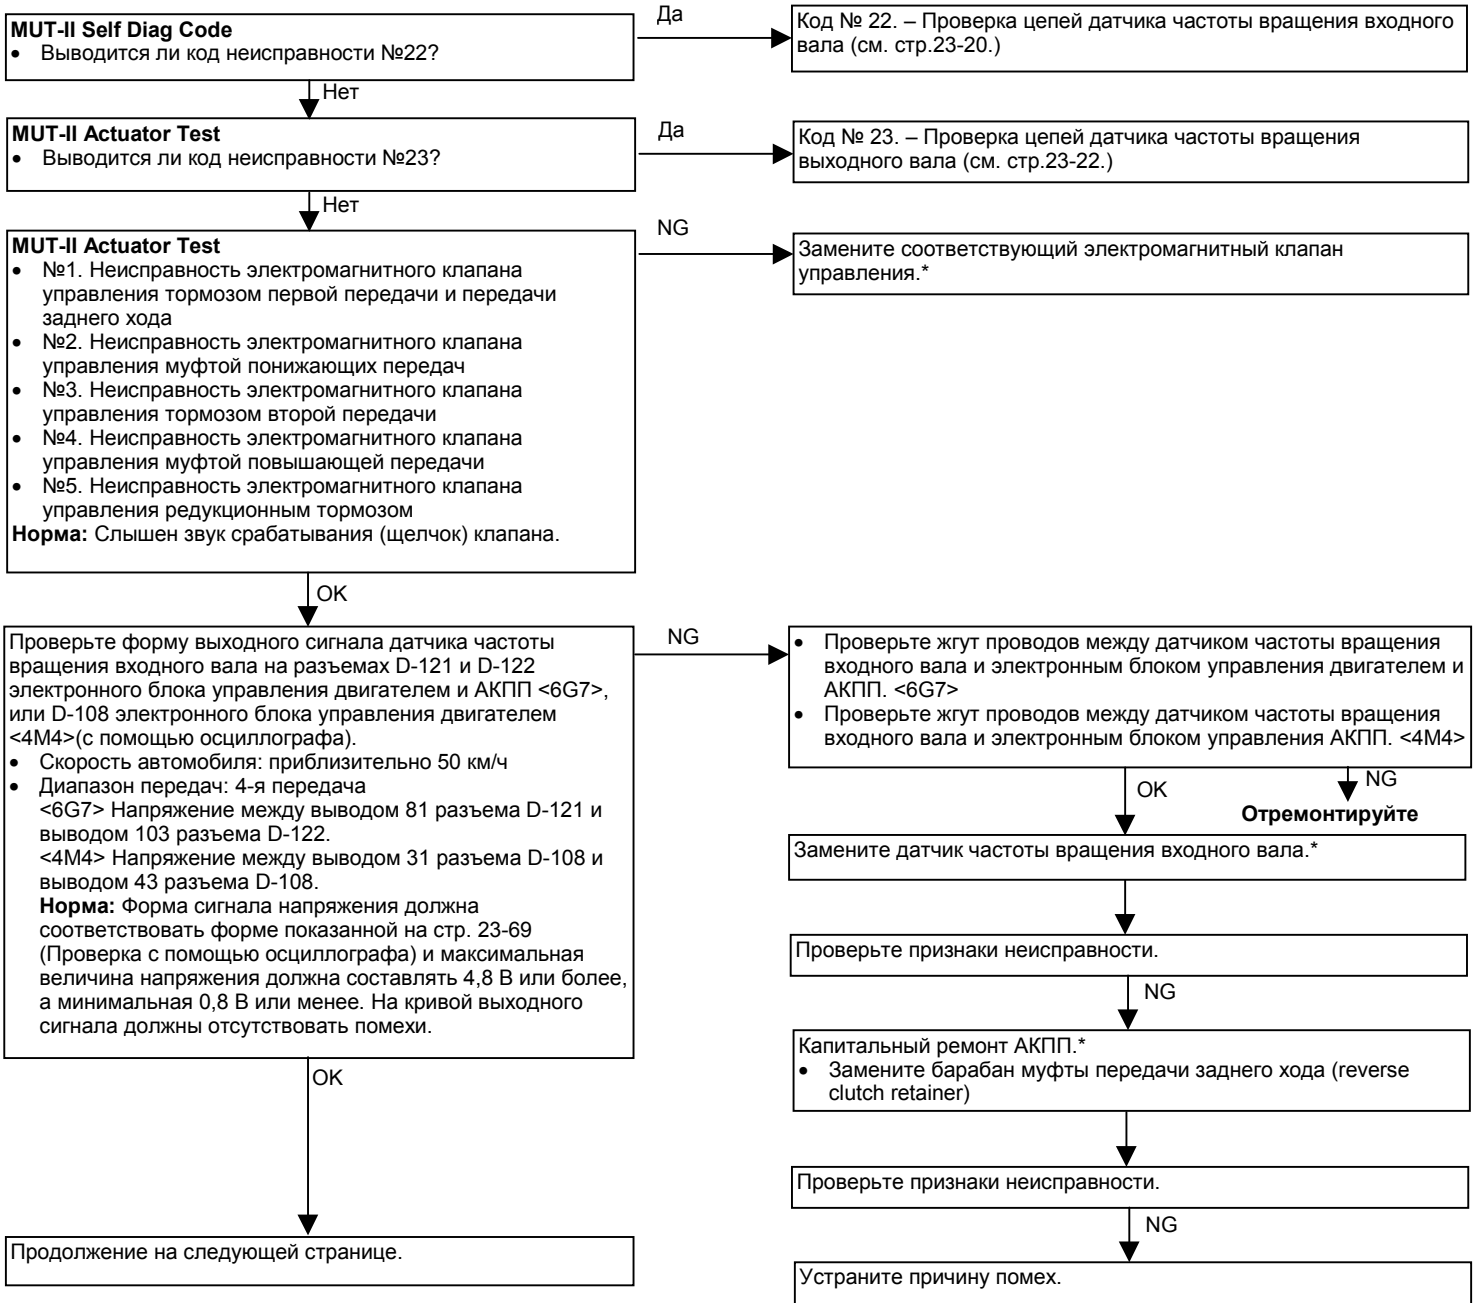 MUT-II Self Diag Code
• Выводится ли код неисправности №22?
Да
Код № 22. – Проверка цепей датчика частоты вращения входного
вала (см. стр.23-20.)
Нет
MUT-II Actuator Test
• Выводится ли код неисправности №23?
Да
Код № 23. – Проверка цепей датчика частоты вращения
выходного вала (см. стр.23-22.)
Нет
MUT-II Actuator Test
• №1. Неисправность электромагнитного клапана
управления тормозом первой передачи и передачи
заднего хода
• №2. Неисправность электромагнитного клапана
управления муфтой понижающих передач
• №3. Неисправность электромагнитного клапана
управления тормозом второй передачи
• №4. Неисправность электромагнитного клапана
управления муфтой повышающей передачи
• №5. Неисправность электромагнитного клапана
управления редукционным тормозом
Норма: Слышен звук срабатывания (щелчок) клапана.
NG
Замените соответствующий электромагнитный клапан
управления.*
OK
Проверьте форму выходного сигнала датчика частоты
вращения входного вала на разъемах D-121 и D-122
электронного блока управления двигателем и АКПП <6G7>,
или D-108 электронного блока управления двигателем
<4M4>(с помощью осциллографа).
• Скорость автомобиля: приблизительно 50 км/ч
• Диапазон передач: 4-я передача
<6G7> Напряжение между выводом 81 разъема D-121 и
выводом 103 разъема D-122.
<4M4> Напряжение между выводом 31 разъема D-108 и
выводом 43 разъема D-108.
Норма: Форма сигнала напряжения должна
соответствовать форме показанной на стр. 23-69
(Проверка с помощью осциллографа) и максимальная
величина напряжения должна составлять 4,8 В или более,
а минимальная 0,8 В или менее. На кривой выходного
сигнала должны отсутствовать помехи.
NG
• Проверьте жгут проводов между датчиком частоты вращения
входного вала и электронным блоком управления двигателем и
АКПП. <6G7>
• Проверьте жгут проводов между датчиком частоты вращения
входного вала и электронным блоком управления АКПП. <4M4>
OK
NG
Отремонтируйте
Замените датчик частоты вращения входного вала.*
Проверьте признаки неисправности.
NG
Капитальный ремонт АКПП.*
• Замените барабан муфты передачи заднего хода (reverse
clutch retainer)
Проверьте признаки неисправности.
NG
Устраните причину помех.
OK
Продолжение на следующей странице.